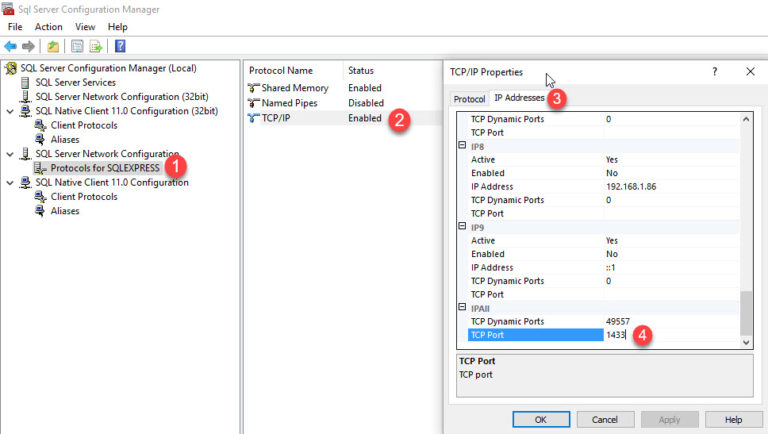 Sql Server Configuration Manager
File Action View Help
SQL Server Configuration Manager (Local)
SQL Server Services
SQL Server Network Configuration (32bit)
SQL Native Client 11.0 Configuration (32bit)
Client Protocols
Aliases
SQL Server Network Configuration
Protocols for SQLEXPRESS
1
SQL Native Client 11.0 Configuration
Client Protocols
Aliases
Protocol Name Status
Shared Memory Enabled
Named Pipes Disabled
TCP/IP Enabled
2
TCP/IP Properties
?
Protocol IP Addresses
3
TCP Dynamic Ports 0
TCP Port
IP8
Active Yes
Enabled No
IP Address 192.168.1.86
TCP Dynamic Ports 0
TCP Port
IP9
Active Yes
Enabled No
IP Address ::1
TCP Dynamic Ports 0
TCP Port
IPAll
TCP Dynamic Ports 49557
TCP Port 1433
4
TCP Port
TCP port
OK Cancel Apply Help